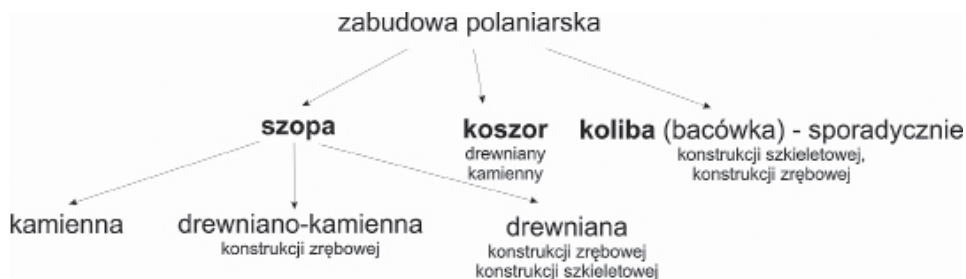 zabudowa polaniarska
szopa
koszor
drewniany
kamienny
koliba (bacówka) - sporadycznie
konstrukcji szkieletowej,
konstrukcji zrębowej
kamienna
drewniano-kamienna
konstrukcji zrębowej
drewniana
konstrukcji zrębowej
konstrukcji szkieletowej